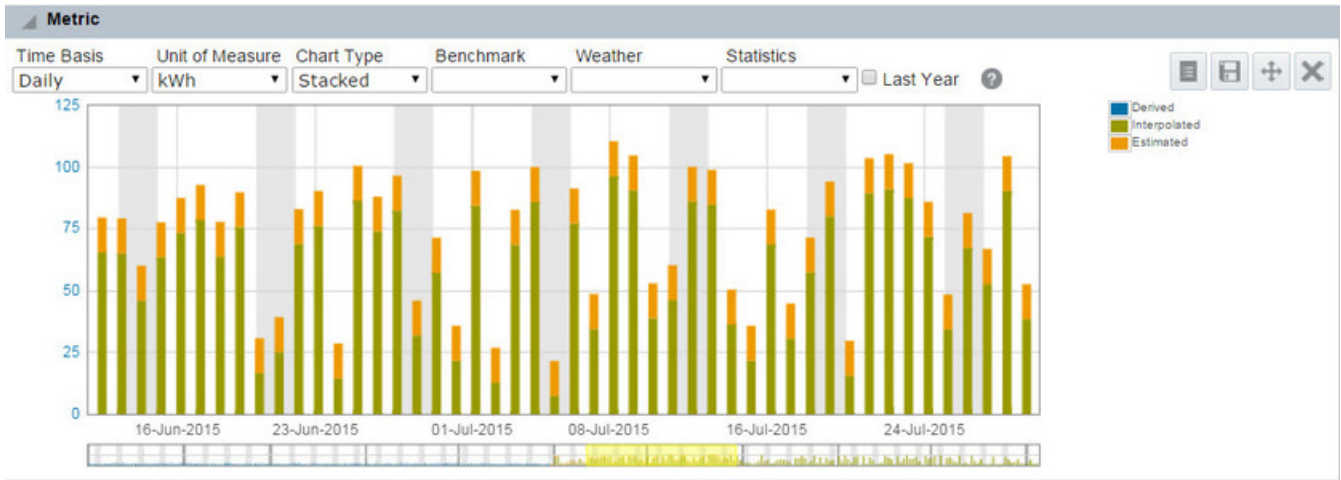 Metric
Time Basis Unit of Measure Chart Type Benchmark Weather Statistics
Daily kWh Stacked Last Year ?
125
100
75
50
25
0
16-Jun-2015 23-Jun-2015 01-Jul-2015 08-Jul-2015 16-Jul-2015 24-Jul-2015
Derived
Interpolated
Estimated